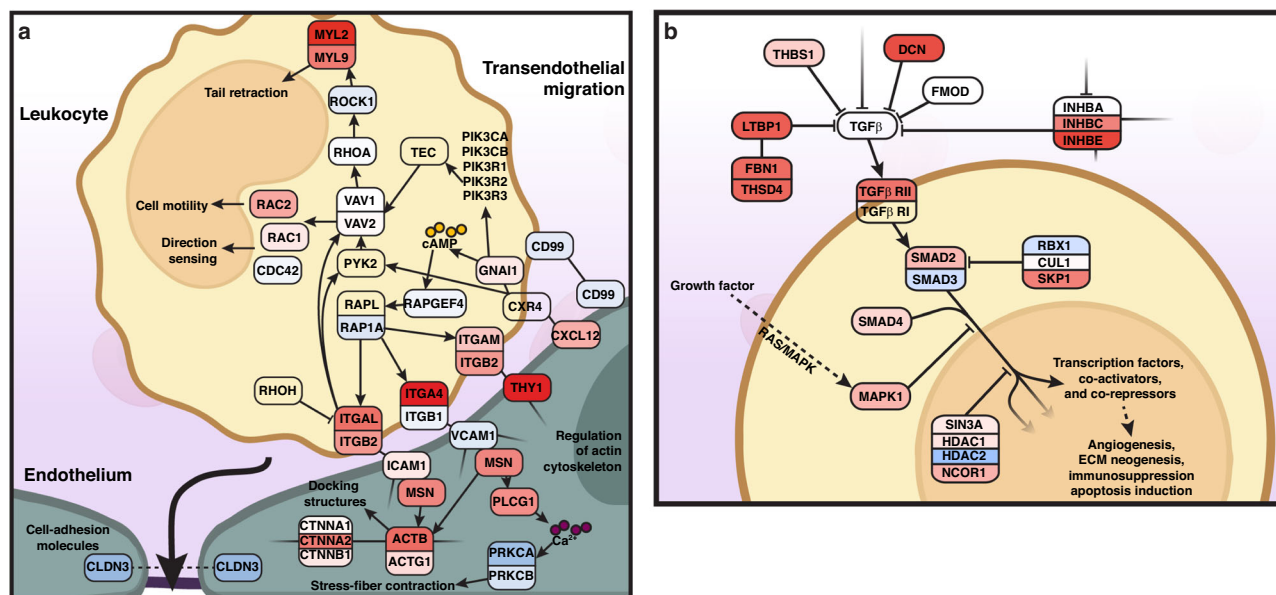 a
MYL2
MYL9
Tail retraction
Transendothelial
migration
Leukocyte
ROCK1
RHOA
TEC
PIK3CA
PIK3CB
PIK3R1
PIK3R2
PIK3R3
Cell motility
RAC2
VAV1
VAV2
RAC1
Direction
sensing
CDC42
cAMP
CD99
PYK2
GNAI1
CD99
RAPL
RAPGEF4
CXR4
RAP1A
CXCL12
ITGAM
ITGB2
RHOH
ITGA4
ITGB1
THY1
ITGAL
ITGB2
VCAM1
Regulation
of actin
cytoskeleton
Endothelium
ICAM1
MSN
MSN
Docking
structures
PLCG1
CTNNA1
CTNNA2
CTNNB1
ACTB
ACTG1
Ca2+
Cell-adhesion
molecules
CLDN3
CLDN3
PRKCA
PRKCB
Stress-fiber contraction
b
THBS1
DCN
FMOD
LTBP1
TGFβ
INHBA
INHBC
INHBE
FBN1
THSD4
TGFβ RII
TGFβ RI
SMAD2
SMAD3
RBX1
CUL1
SKP1
Growth factor
SMAD4
RAS/MAPK
MAPK1
Transcription factors,
co-activators,
and co-repressors
SIN3A
HDAC1
HDAC2
NCOR1
Angiogenesis,
ECM neogenesis,
immunosuppression
apoptosis induction